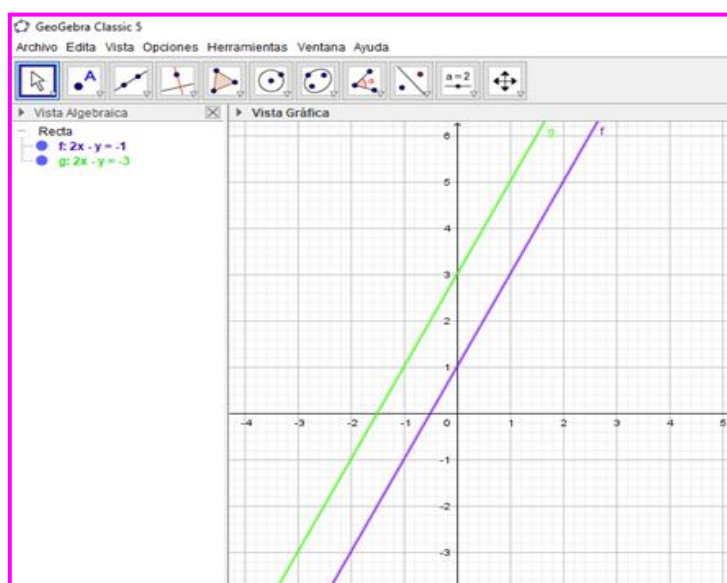 GeoGebra Classic 5
Archivo Edita Vista Opciones Herramientas Ventana Ayuda
A
α
a = 2
Vista Algebraica
Vista Gráfica
Recta
f: 2x - y = -1
g: 2x - y = -3
g
f
6
5
4
3
2
1
-4 -3 -2 -1 0 1 2 3 4 5
-1
-2
-3